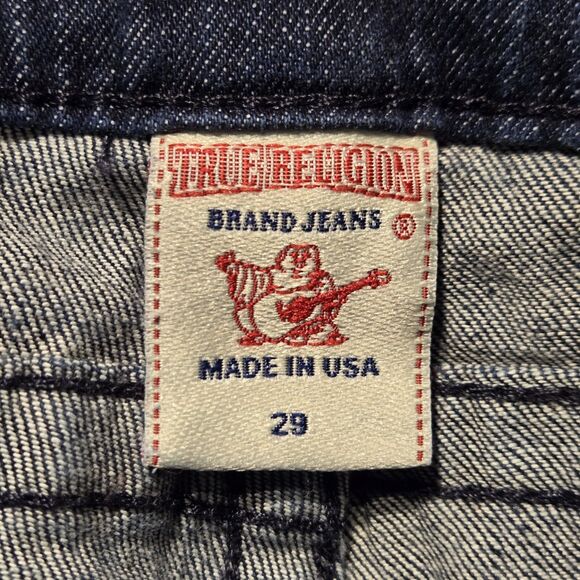 TRUE RELIGION
BRAND JEANS ®
MADE IN USA
29